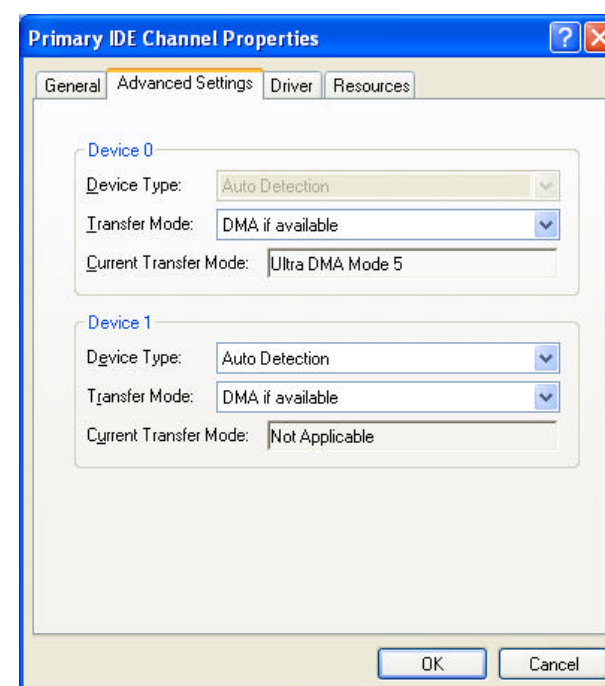 Primary IDE Channel Properties
General Advanced Settings Driver Resources
Device 0
Device Type: Auto Detection
Transfer Mode: DMA if available
Current Transfer Mode: Ultra DMA Mode 5
Device 1
Device Type: Auto Detection
Transfer Mode: DMA if available
Current Transfer Mode: Not Applicable
OK Cancel